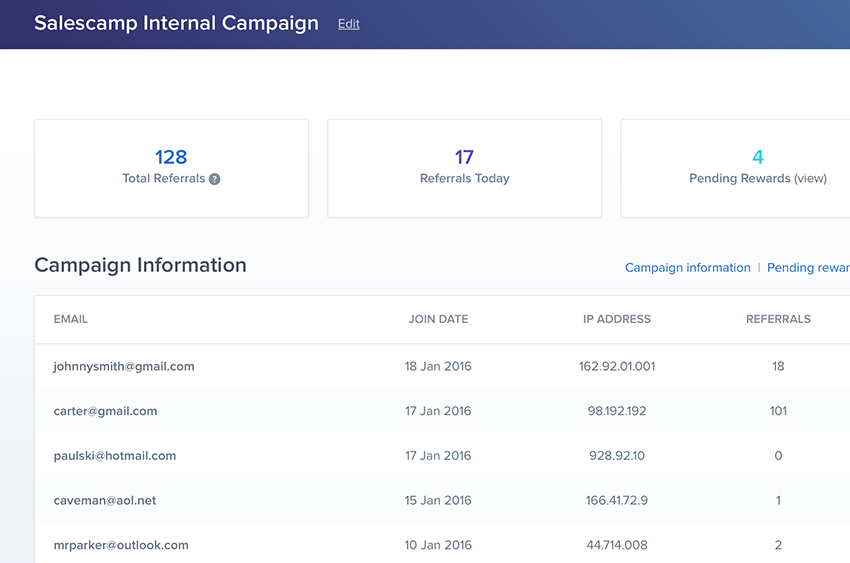 Salescamp Internal Campaign Edit
128 17 4
Total Referrals ? Referrals Today Pending Rewards (view)
Campaign Information Campaign information | Pending rewar
EMAIL JOIN DATE IP ADDRESS REFERRALS
johnnysmith@gmail.com 18 Jan 2016 162.92.01.001 18
carter@gmail.com 17 Jan 2016 98.192.192 101
paulski@hotmail.com 17 Jan 2016 928.92.10 0
caveman@aol.net 15 Jan 2016 166.41.72.9 1
mrparker@outlook.com 10 Jan 2016 44.714.008 2